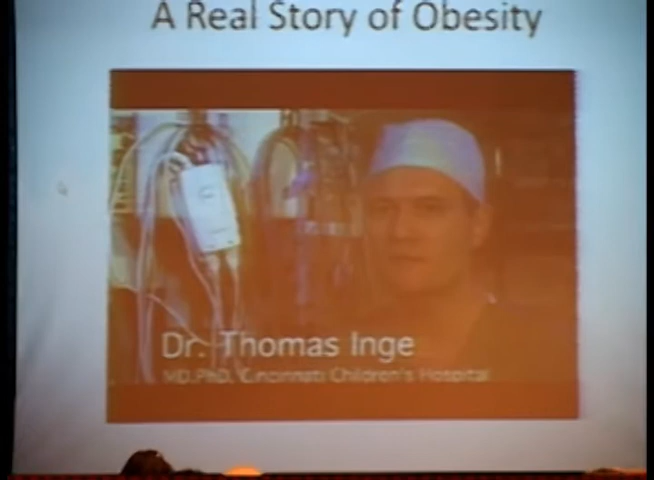 A Real Story of Obesity
Dr. Thomas Inge
MD,PhD, Cincinnati Children's Hospital